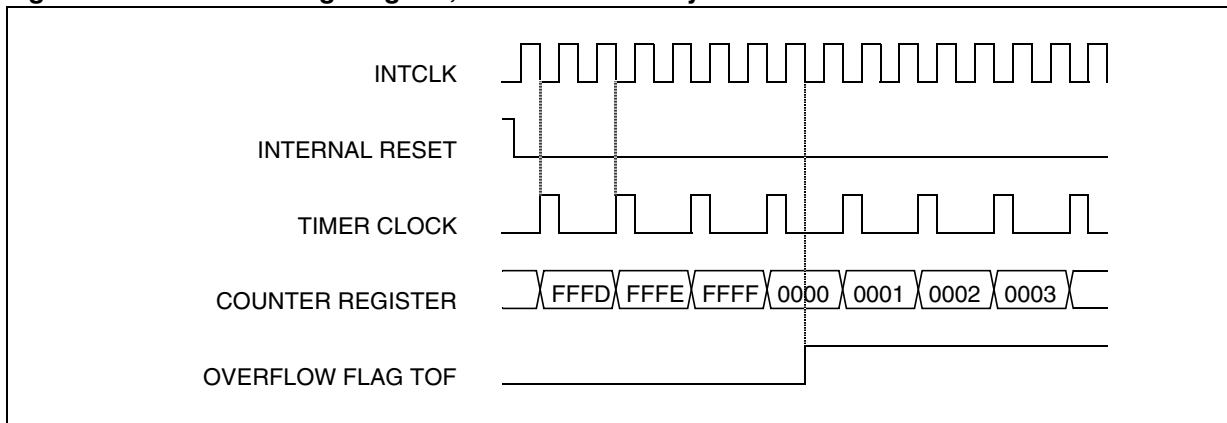 INTCLK
INTERNAL RESET
TIMER CLOCK
COUNTER REGISTER FFFD FFFE FFFF 0000 0001 0002 0003
OVERFLOW FLAG TOF